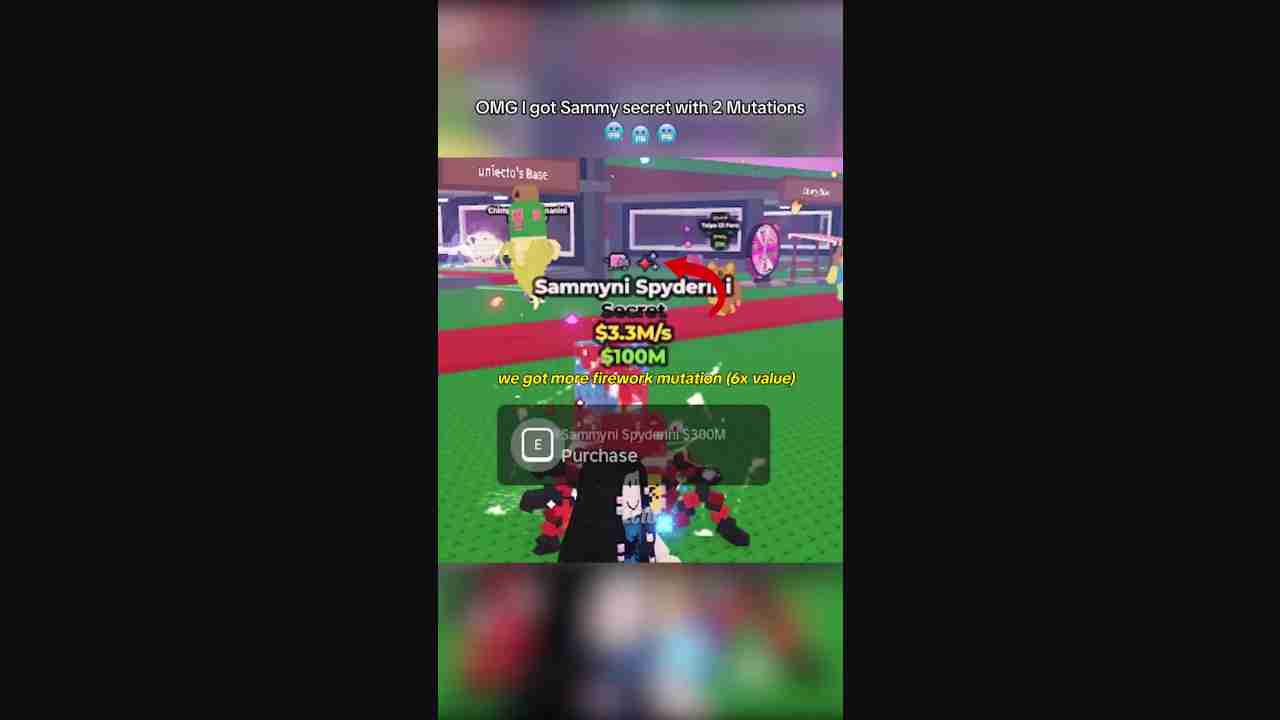 OMG I got Sammy secret with 2 Mutations
🥶🥶🥶
uniecto's Base
Sammyni Spyderini
Secret
$3.3M/s
$100M
we got more firework mutation (6x value)
Sammyni Spyderini $300M
E
Purchase